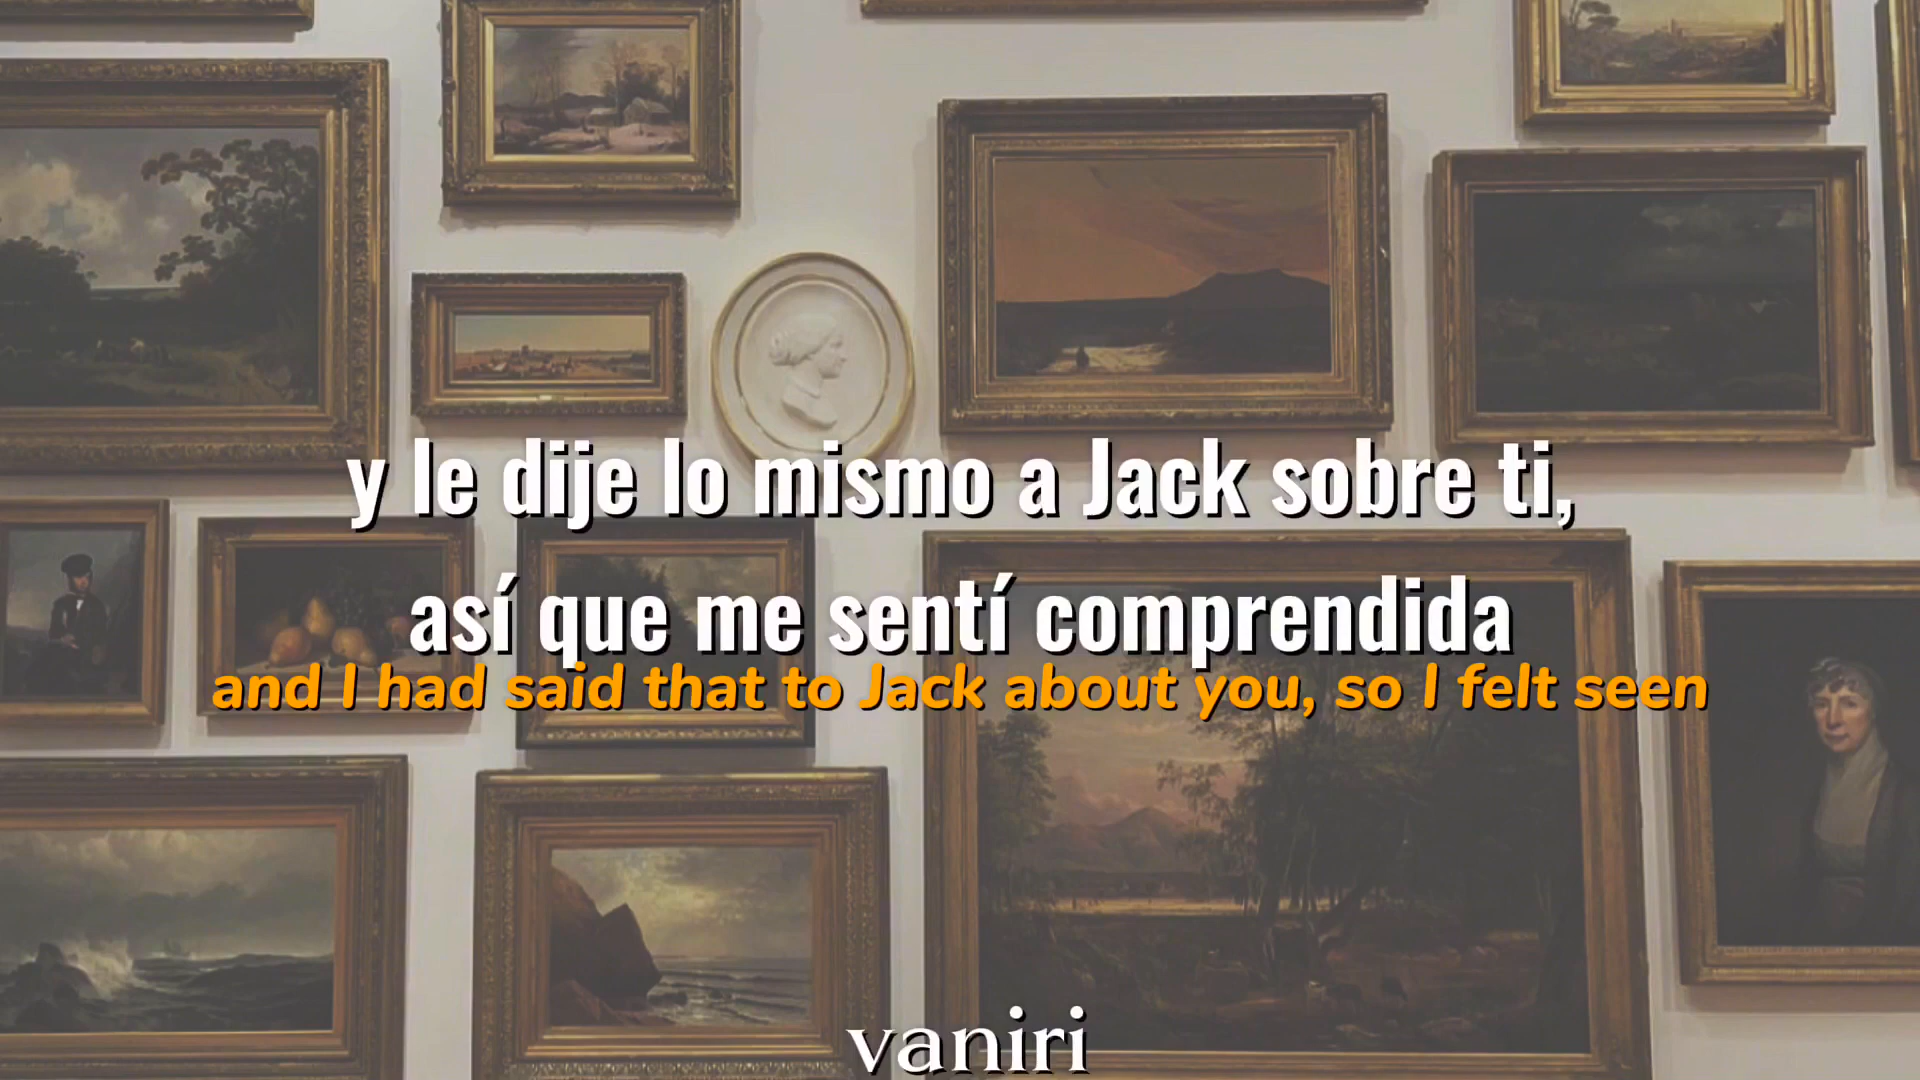 y le dije lo mismo a Jack sobre ti,
así que me sentí comprendida
and I had said that to Jack about you, so I felt seen
vaniri